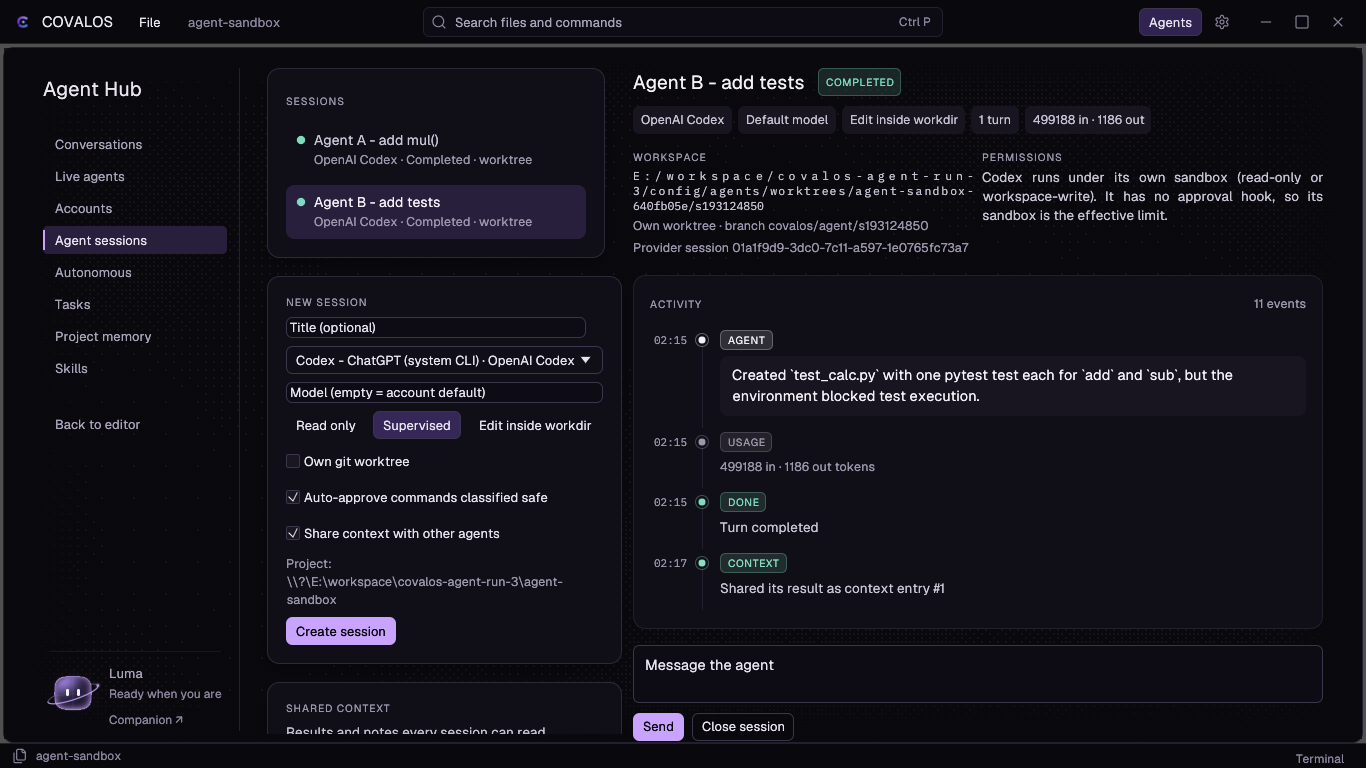 COVALOS File agent-sandbox Search files and commands Ctrl P Agents
Agent Hub
Conversations
Live agents
Accounts
Agent sessions
Autonomous
Tasks
Project memory
Skills
Back to editor
Luma
Ready when you are
Companion ↗
SESSIONS
Agent A - add mul()
OpenAI Codex · Completed · worktree
Agent B - add tests
OpenAI Codex · Completed · worktree
NEW SESSION
Title (optional)
Codex - ChatGPT (system CLI) · OpenAI Codex
Model (empty = account default)
Read only Supervised Edit inside workdir
Own git worktree
Auto-approve commands classified safe
Share context with other agents
Project:
\\?\E:\workspace\covalos-agent-run-3\agent-
sandbox
Create session
SHARED CONTEXT
Results and notes every session can read
Agent B - add tests COMPLETED
OpenAI Codex Default model Edit inside workdir 1 turn 499188 in · 1186 out
WORKSPACE
E:/workspace/covalos-agent-run-
3/config/agents/worktrees/agent-sandbox-
640fb05e/s193124850
Own worktree · branch covalos/agent/s193124850
Provider session 01a1f9d9-3dc0-7c11-a597-1e0765fc73a7
PERMISSIONS
Codex runs under its own sandbox (read-only or
workspace-write). It has no approval hook, so its
sandbox is the effective limit.
ACTIVITY 11 events
02:15 AGENT
Created `test_calc.py` with one pytest test each for `add` and `sub`, but the
environment blocked test execution.
02:15 USAGE
499188 in · 1186 out tokens
02:15 DONE
Turn completed
02:17 CONTEXT
Shared its result as context entry #1
Message the agent
Send Close session
agent-sandbox Terminal